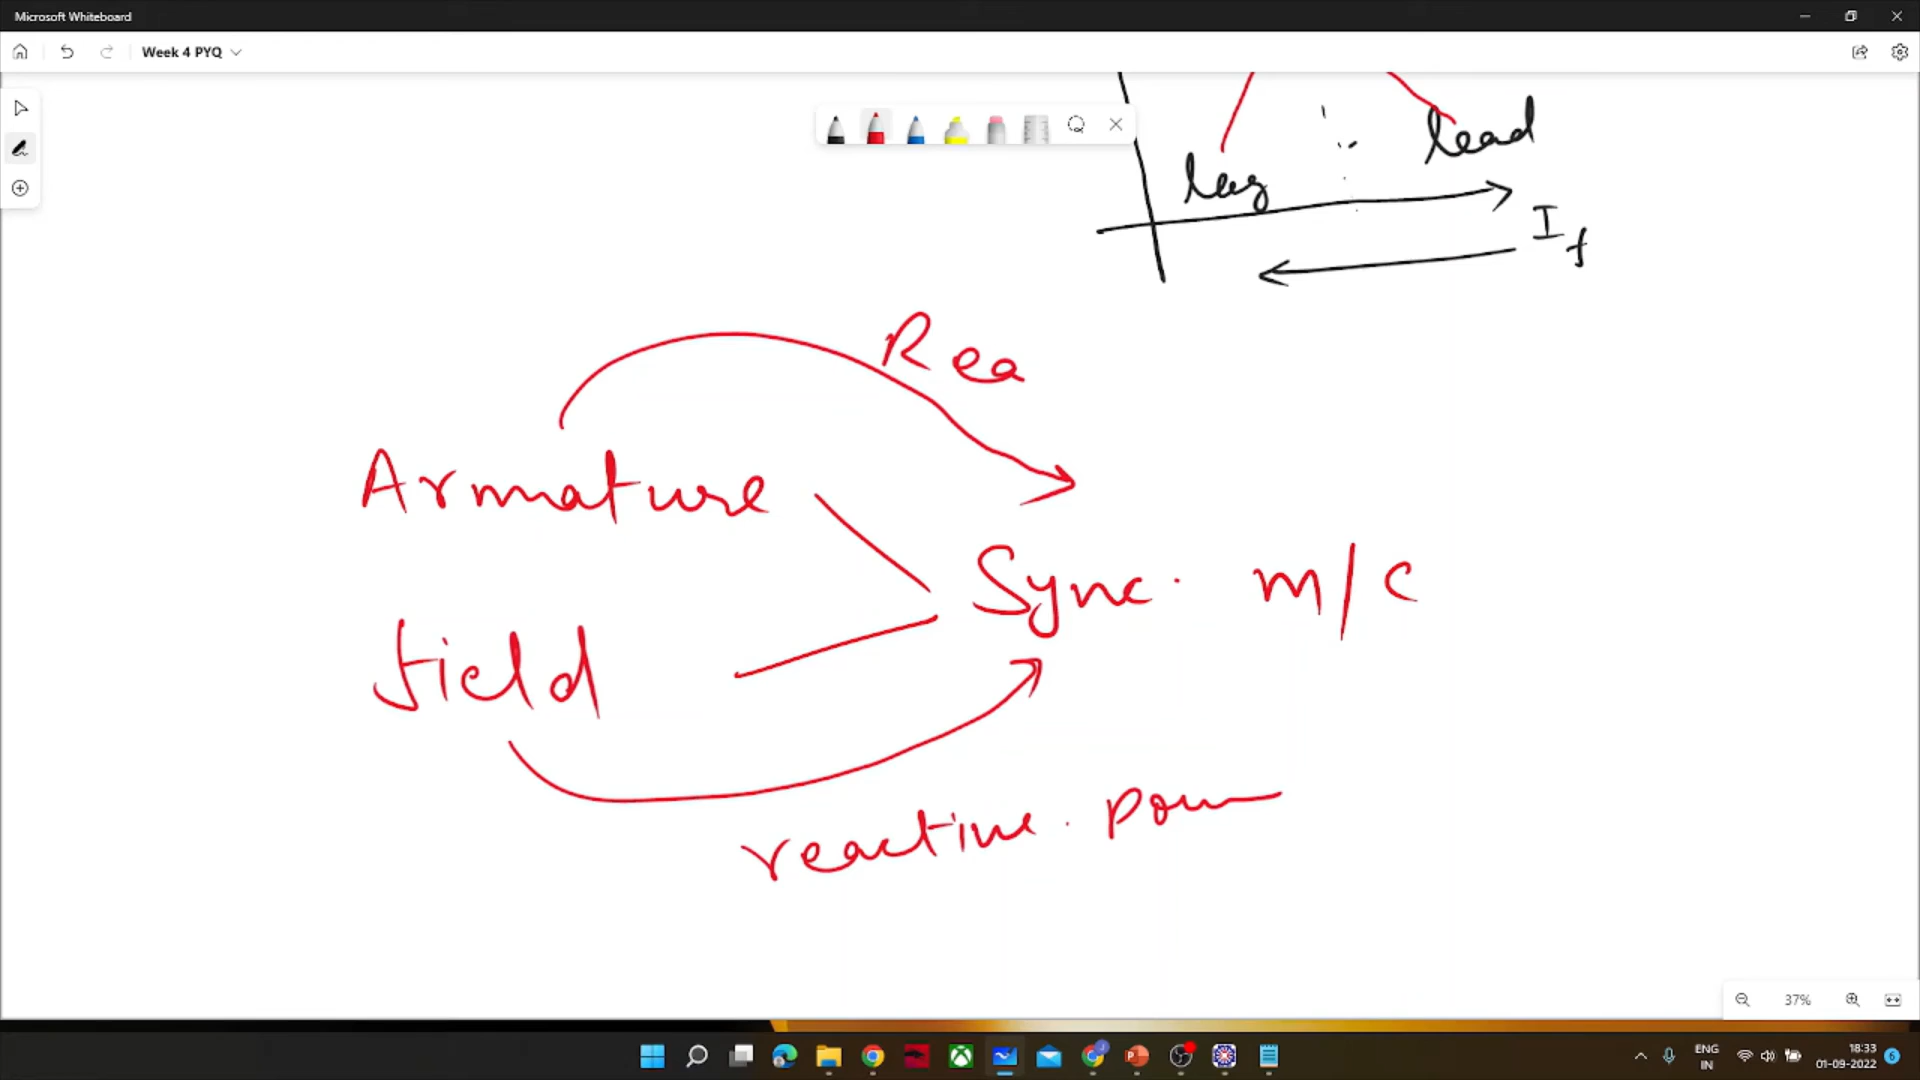 Microsoft Whiteboard
Week 4 PYQ
lead
lag
I f
Rea
Armature
Sync. m/c
field
reactive. pow
37%
ENG
IN
18:33
01-09-2022
6